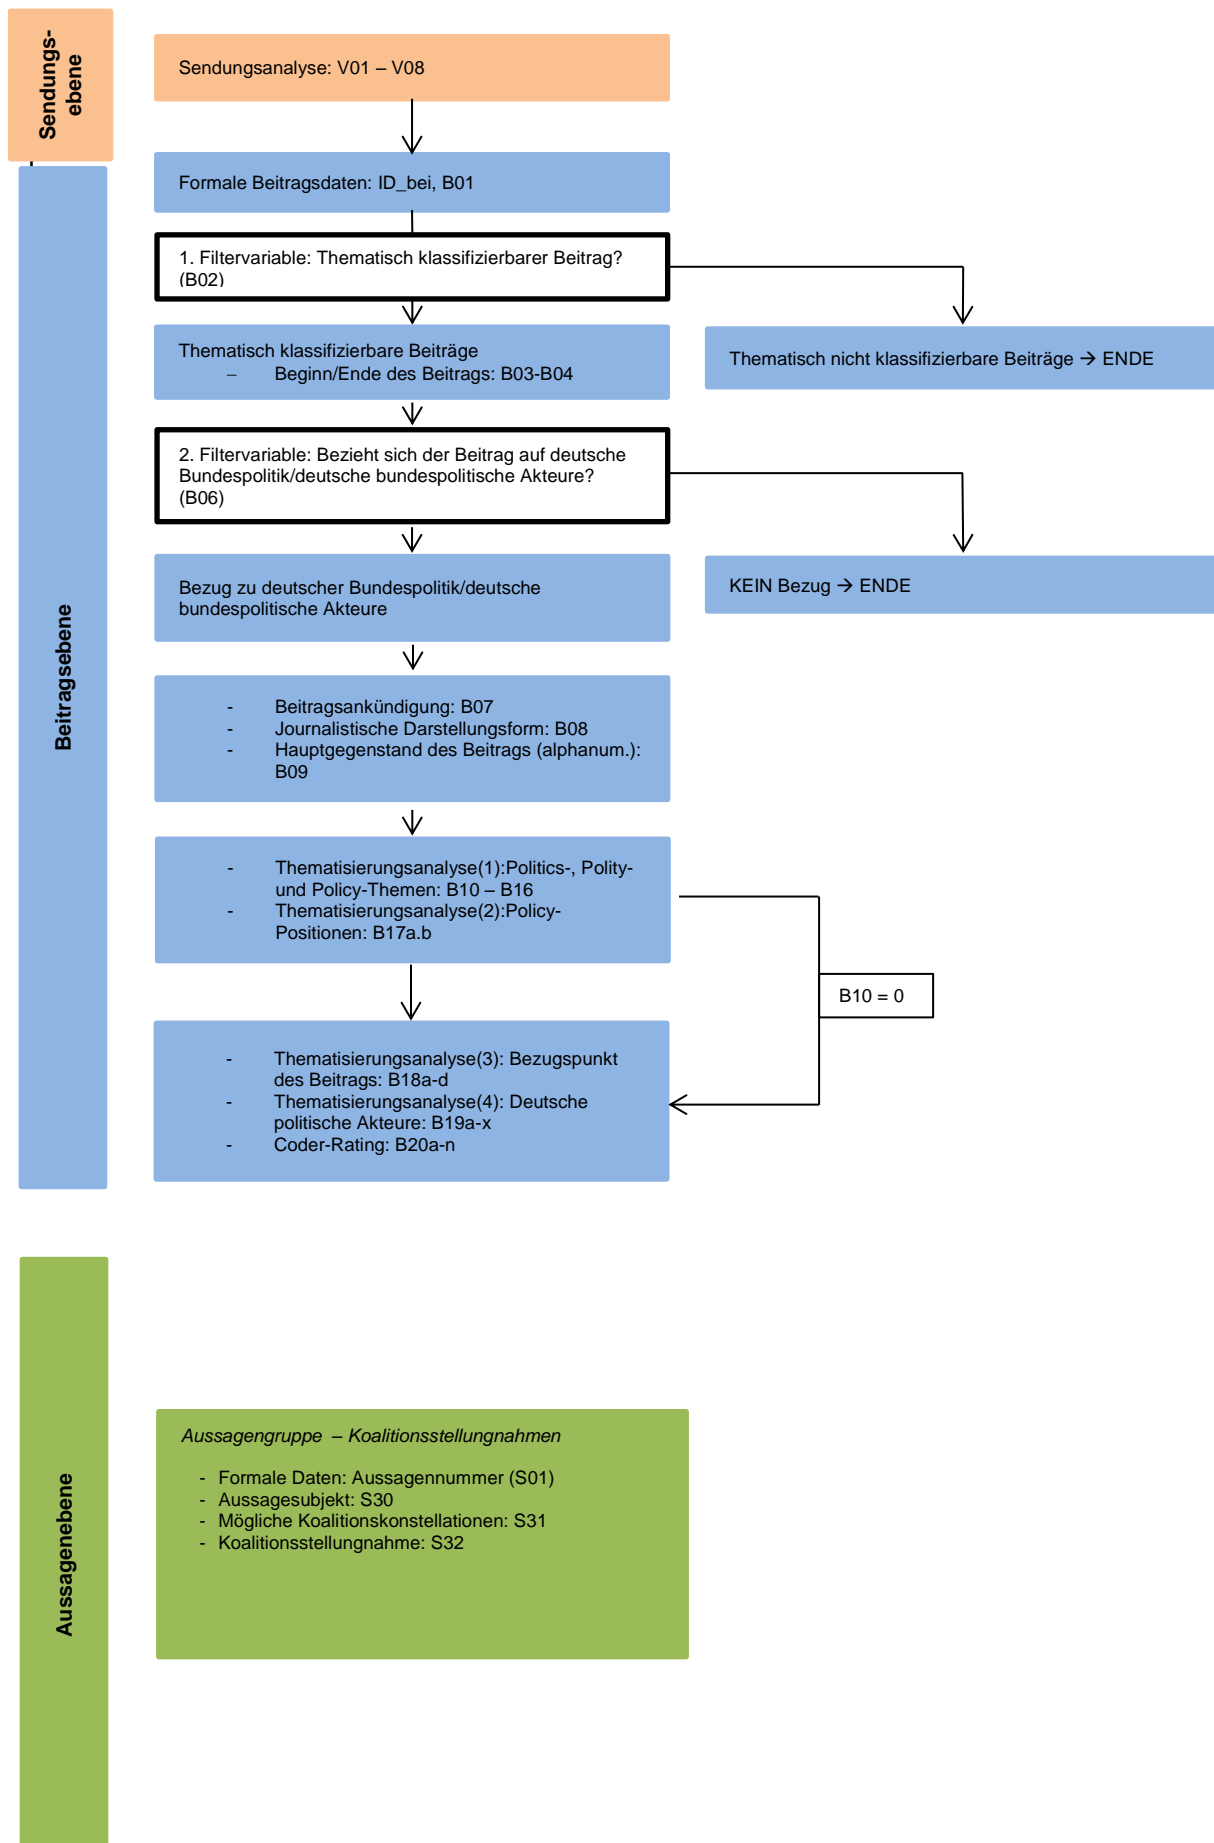 Sendungs-
ebene
Sendungsanalyse: V01 – V08
Beitragsebene
Formale Beitragsdaten: ID_bei, B01
1. Filtervariable: Thematisch klassifizierbarer Beitrag?
(B02)
Thematisch klassifizierbare Beiträge
– Beginn/Ende des Beitrags: B03-B04
Thematisch nicht klassifizierbare Beiträge → ENDE
2. Filtervariable: Bezieht sich der Beitrag auf deutsche
Bundespolitik/deutsche bundespolitische Akteure?
(B06)
Bezug zu deutscher Bundespolitik/deutsche
bundespolitische Akteure
KEIN Bezug → ENDE
- Beitragsankündigung: B07
- Journalistische Darstellungsform: B08
- Hauptgegenstand des Beitrags (alphanum.):
B09
- Thematisierungsanalyse(1):Politics-, Polity-
und Policy-Themen: B10 – B16
- Thematisierungsanalyse(2):Policy-
Positionen: B17a.b
B10 = 0
- Thematisierungsanalyse(3): Bezugspunkt
des Beitrags: B18a-d
- Thematisierungsanalyse(4): Deutsche
politische Akteure: B19a-x
- Coder-Rating: B20a-n
Aussagenebene
Aussagengruppe – Koalitionsstellungnahmen
- Formale Daten: Aussagennummer (S01)
- Aussagesubjekt: S30
- Mögliche Koalitionskonstellationen: S31
- Koalitionsstellungnahme: S32